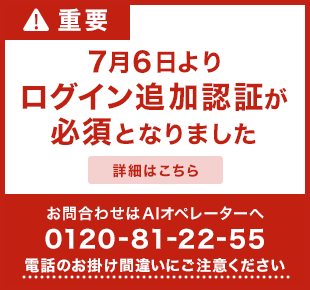 重要
7月6日より
ログイン追加認証が
必須となりました
詳細はこちら
お問合わせはAIオペレーターへ
0120-81-22-55
電話のお掛け間違いにご注意ください